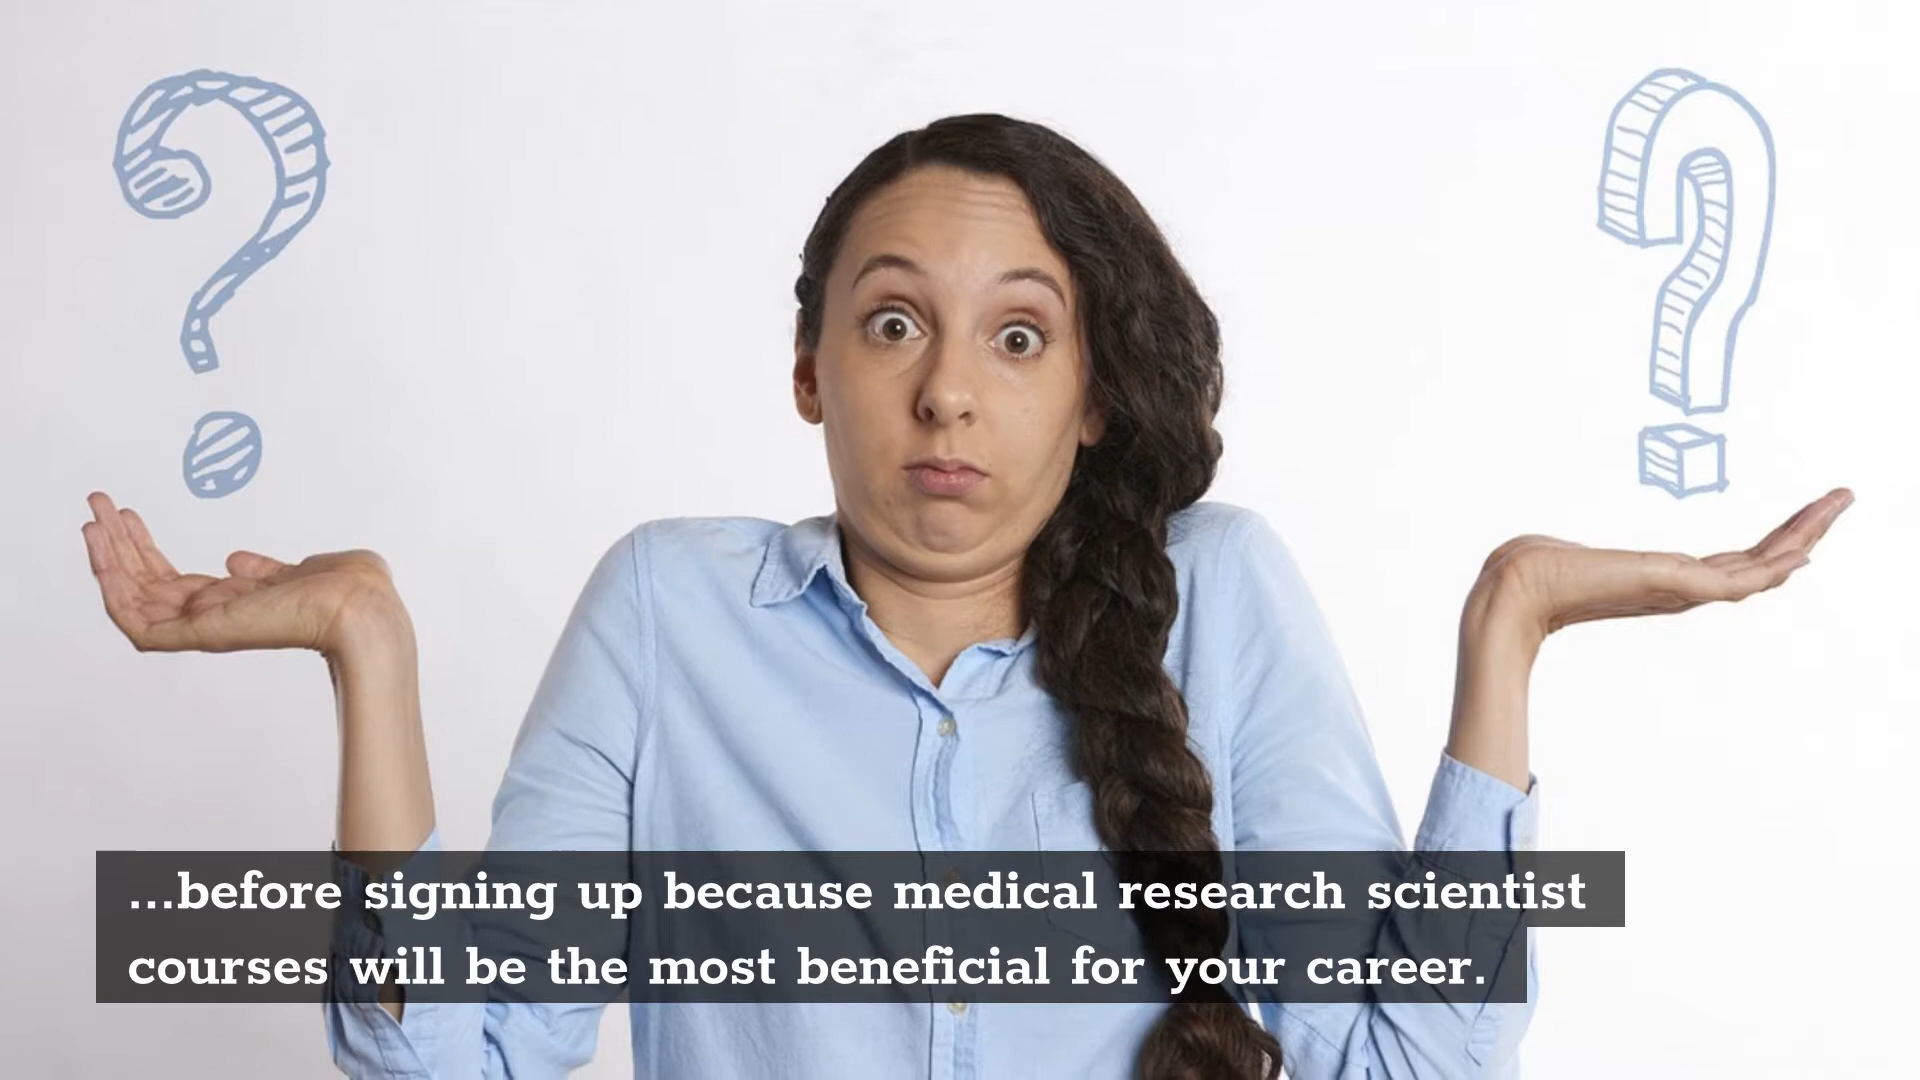 ...before signing up because medical research scientist
courses will be the most beneficial for your career.